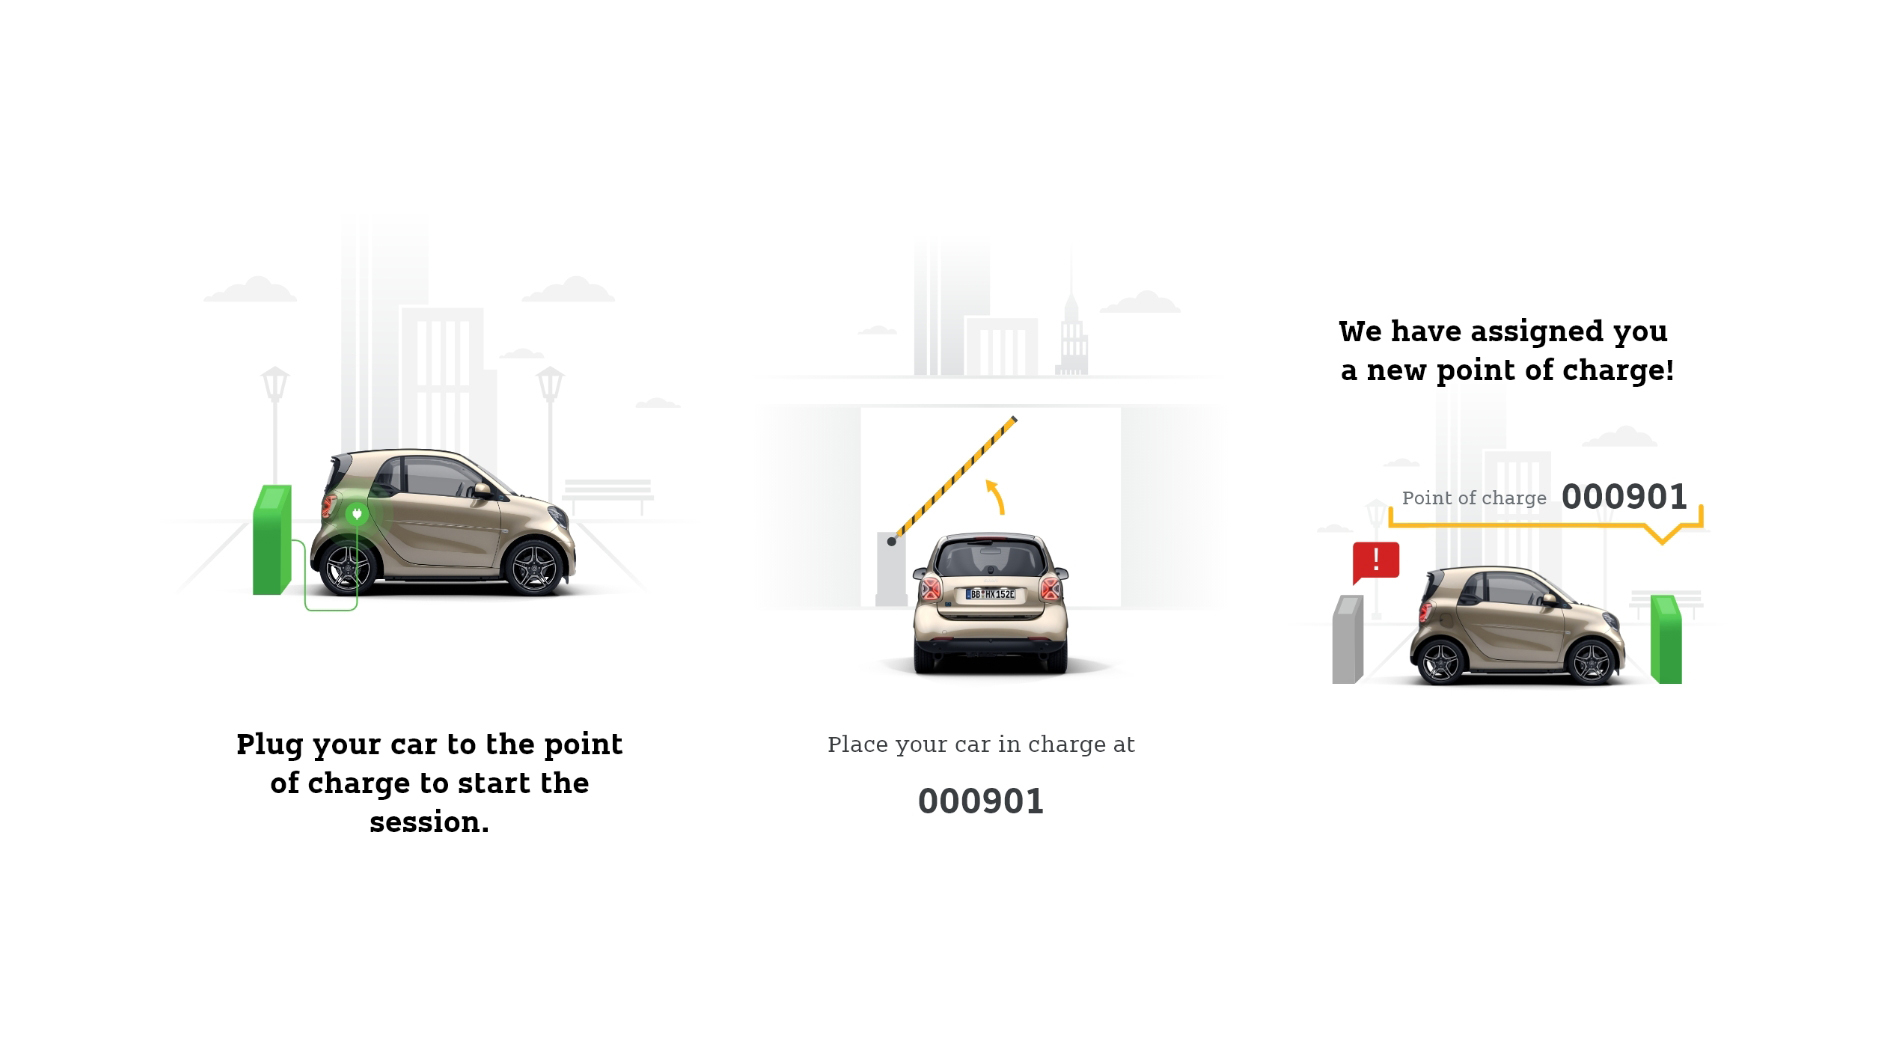 Plug your car to the point
of charge to start the
session.
BB HX 152E
Place your car in charge at
000901
We have assigned you
a new point of charge!
Point of charge 000901
!